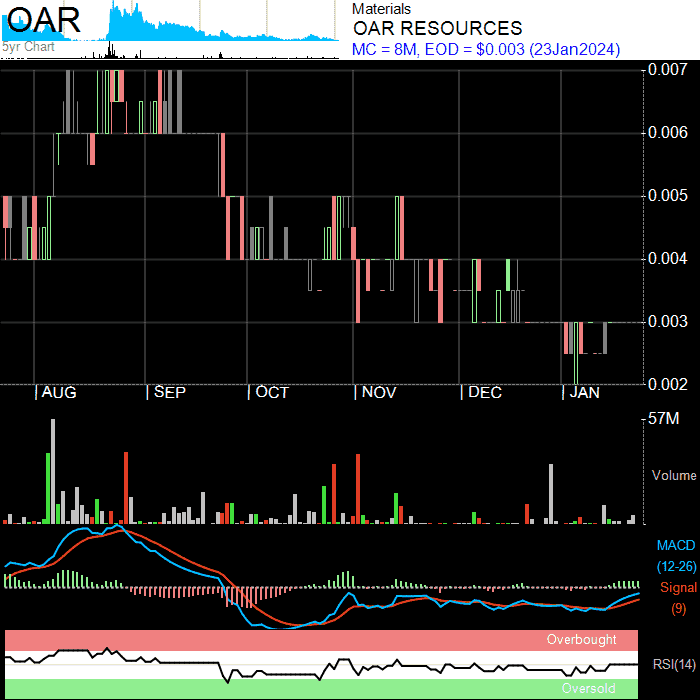 OAR
5yr Chart
Materials
OAR RESOURCES
MC = 8M, EOD = $0.003 (23Jan2024)
0.007
0.006
0.005
0.004
0.003
0.002
AUG SEP OCT NOV DEC JAN
57M
Volume
MACD
(12-26)
Signal
(9)
Overbought
RSI(14)
Oversold